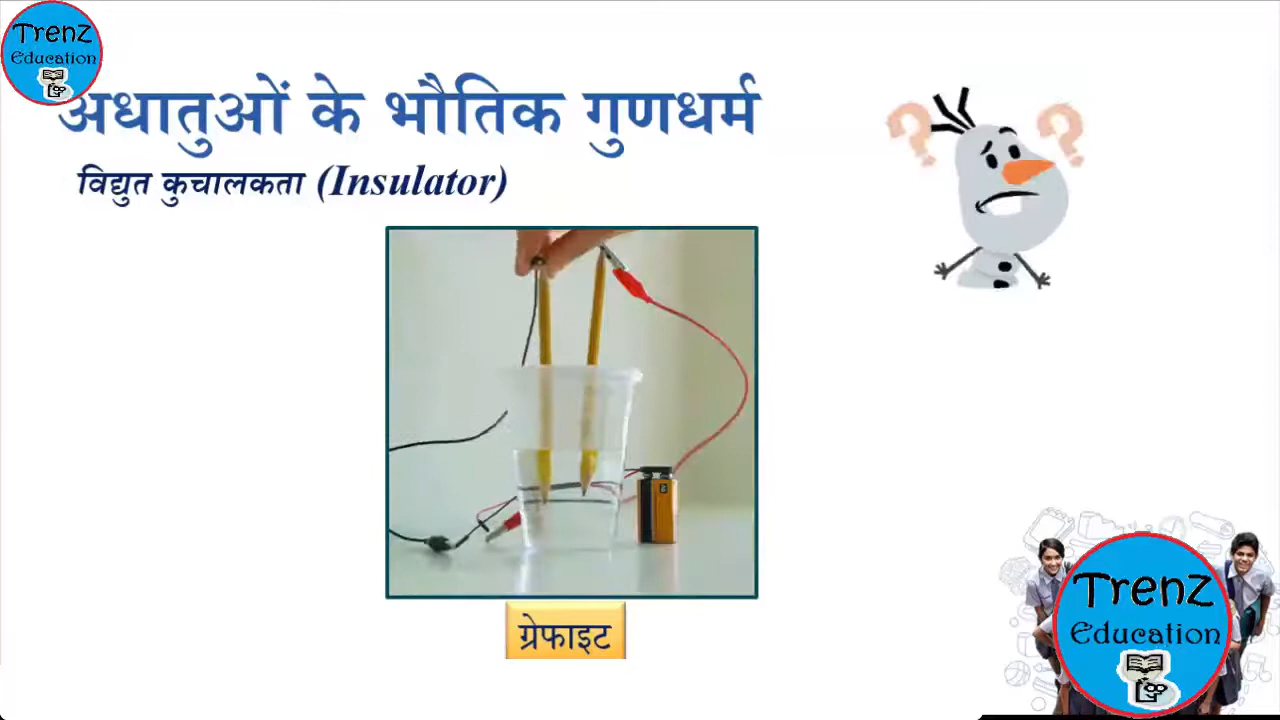 Trenz
Education
अधातुओं के भौतिक गुणधर्म
विद्युत कुचालकता (Insulator)
ग्रेफाइट
Trenz
Education